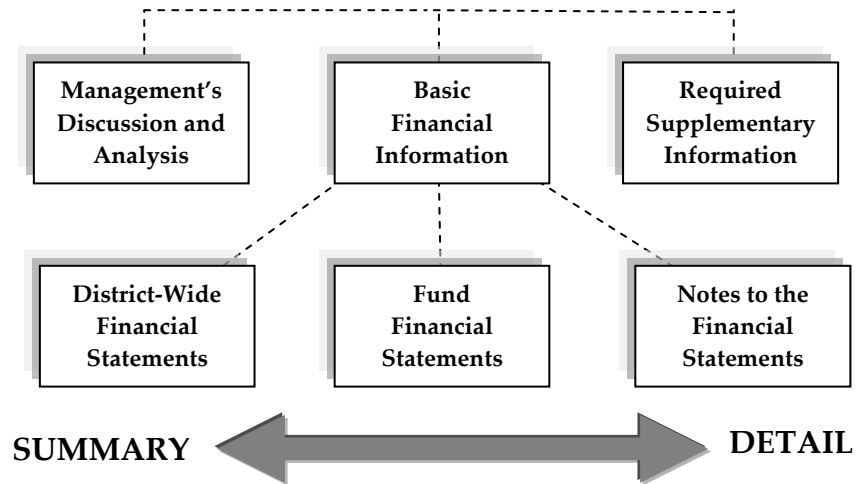 Management’s
Discussion and
Analysis
Basic
Financial
Information
Required
Supplementary
Information
District-Wide
Financial
Statements
Fund
Financial
Statements
Notes to the
Financial
Statements
SUMMARY
DETAIL